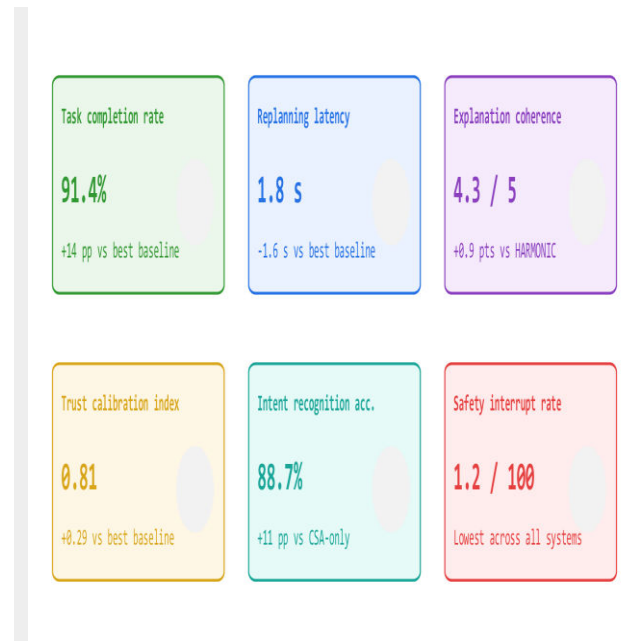 Task completion rate
91.4%
+14 pp vs best baseline
Replanning latency
1.8 s
-1.6 s vs best baseline
Explanation coherence
4.3 / 5
+0.9 pts vs HARMONIC
Trust calibration index
0.81
+0.29 vs best baseline
Intent recognition acc.
88.7%
+11 pp vs CSA-only
Safety interrupt rate
1.2 / 100
Lowest across all systems